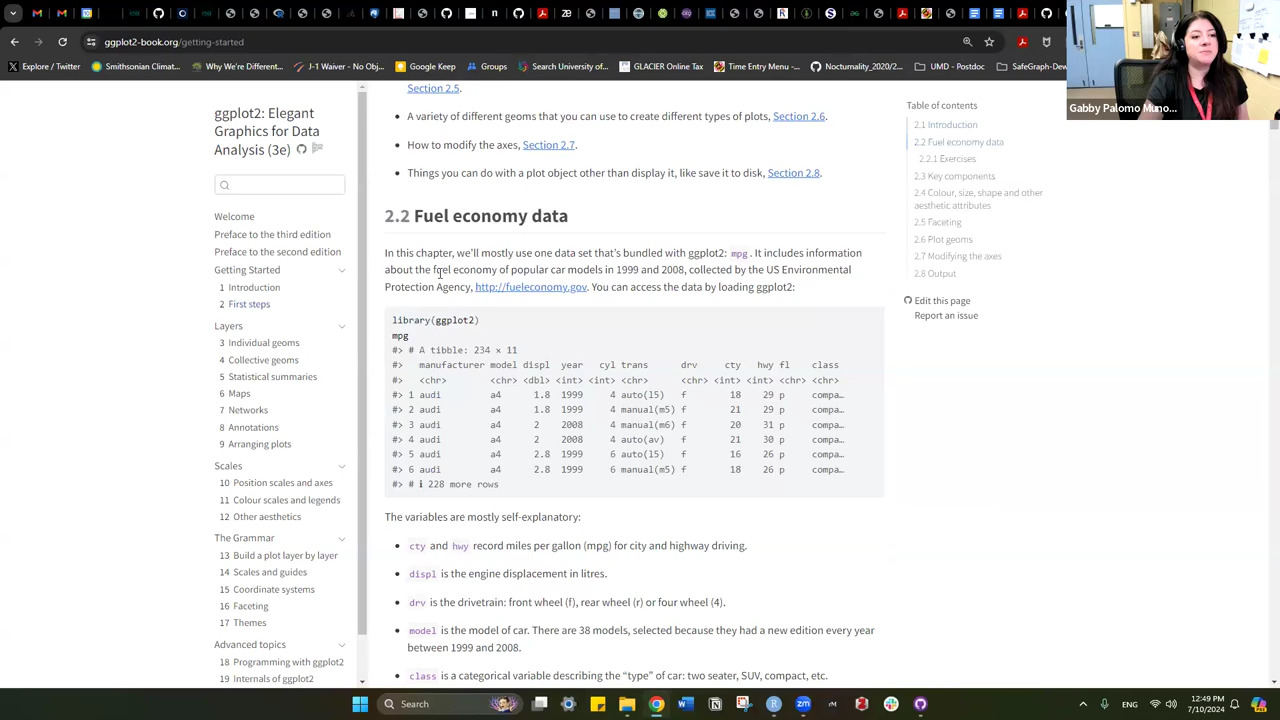 ggplot2-book.org/getting-started
Explore / Twitter
Smithsonian Clim...
Why We're Different...
J-1 Waiver - No Obj...
Google Keep
Grounding
Search University of...
GLACIER Online Tax
Torrens Time Entry
Nocturnality_2020/2...
UMD - Postdoc
SafeGraph-Dewey...
Gabby Palomo Muno...
ggplot2: Elegant
Graphics for Data
Analysis (3e)
Welcome
Preface to the third edition
Preface to the second edition
Getting Started
1 Introduction
2 First steps
Layers
3 Individual geoms
4 Collective geoms
5 Statistical summaries
6 Maps
7 Networks
8 Annotations
9 Arranging plots
Scales
10 Position scales and axes
11 Colour scales and legends
12 Other aesthetics
The Grammar
13 Build a plot layer by layer
14 Scales and guides
15 Coordinate systems
16 Faceting
17 Themes
Advanced topics
18 Programming with ggplot2
19 Internals of ggplot2
Section 2.5.
of different geoms that you can use to create different types of plots, Section 2.6.
How to modify the axes, Section 2.7.
Things you can do with a plot object other than display it, like save it to disk, Section 2.8.
2.2 Fuel economy data
In this chapter, we'll mostly use one data set that's bundled with ggplot2: mpg. It includes information
about the fuel economy of popular car models in 1999 and 2008, collected by the US Environmental
Protection Agency, http://fueleconomy.gov. You can access the data by loading ggplot2:
library(ggplot2)
mpg
#> # A tibble: 234 × 11
#>   manufacturer model displ  year   cyl trans      drv     cty   hwy fl    class
#>   <chr>        <chr> <dbl> <int> <int> <chr>      <chr> <int> <int> <chr> <chr>
#> 1 audi         a4      1.8  1999     4 auto(l5)   f        18    29 p     compa…
#> 2 audi         a4      1.8  1999     4 manual(m5) f        21    29 p     compa…
#> 3 audi         a4      2    2008     4 manual(m6) f        20    31 p     compa…
#> 4 audi         a4      2    2008     4 auto(av)   f        21    30 p     compa…
#> 5 audi         a4      2.8  1999     6 auto(l5)   f        16    26 p     compa…
#> 6 audi         a4      2.8  1999     6 manual(m5) f        18    26 p     compa…
#> # ℹ 228 more rows
The variables are mostly self-explanatory:
• cty and hwy record miles per gallon (mpg) for city and highway driving.
• displ is the engine displacement in litres.
• drv is the drivetrain: front wheel (f), rear wheel (r) or four wheel (4).
• model is the model of car. There are 38 models, selected because they had a new edition every year
between 1999 and 2008.
• class is a categorical variable describing the “type” of car: two seater, SUV, compact, etc.
Table of contents
2.1 Introduction
2.2 Fuel economy data
2.2.1 Exercises
2.3 Key components
2.4 Colour, size, shape and other
aesthetic attributes
2.5 Faceting
2.6 Plot geoms
2.7 Modifying the axes
2.8 Output
Edit this page
Report an issue
Search
ENG
12:49 PM
7/10/2024